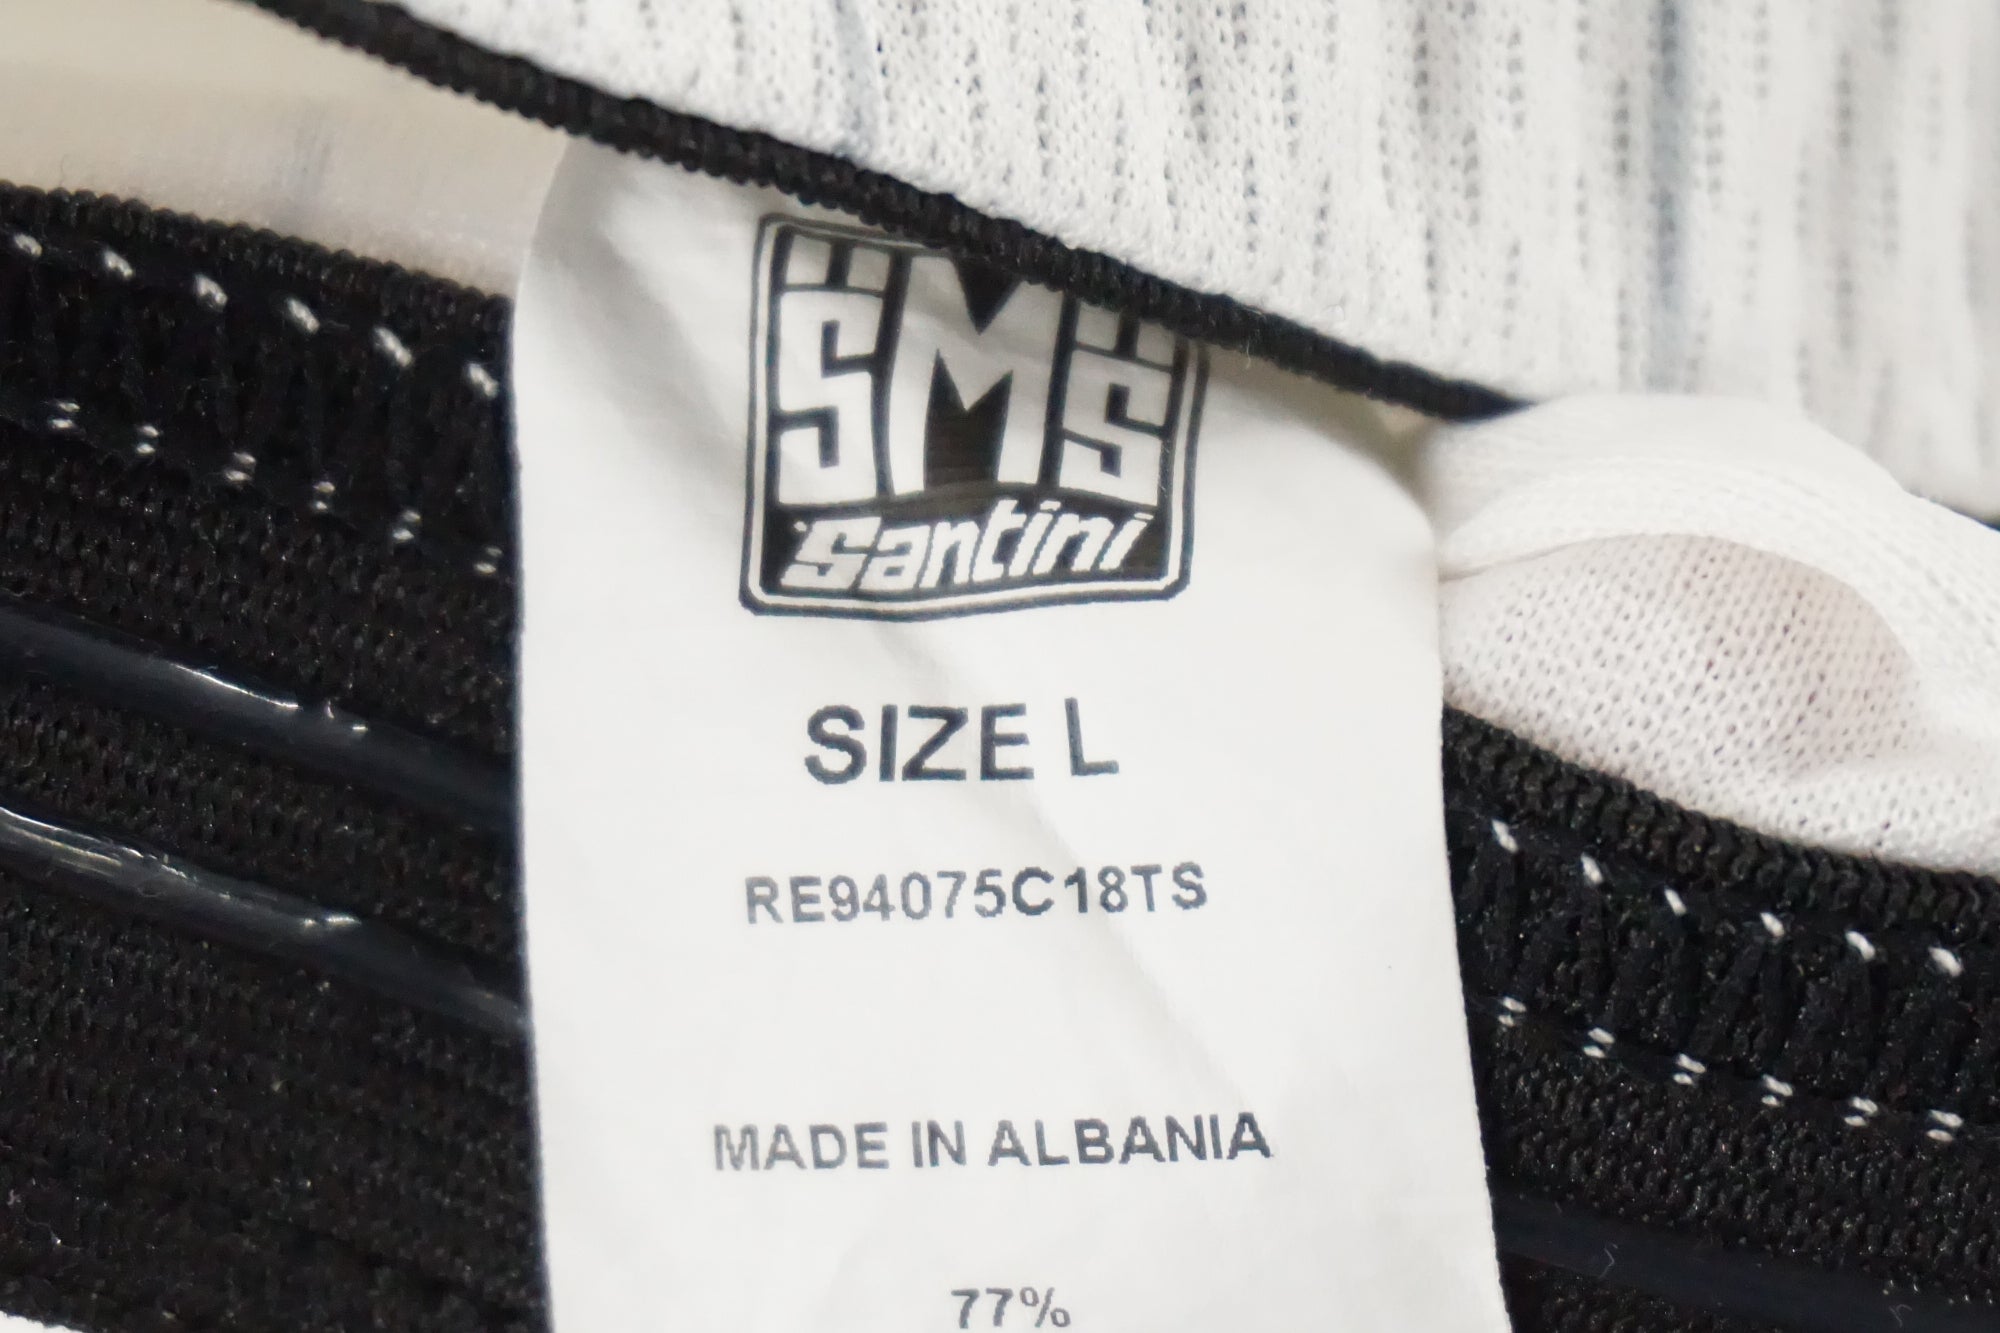 SMS
Santini
SIZE L
RE94075C18TS
MADE IN ALBANIA
77%